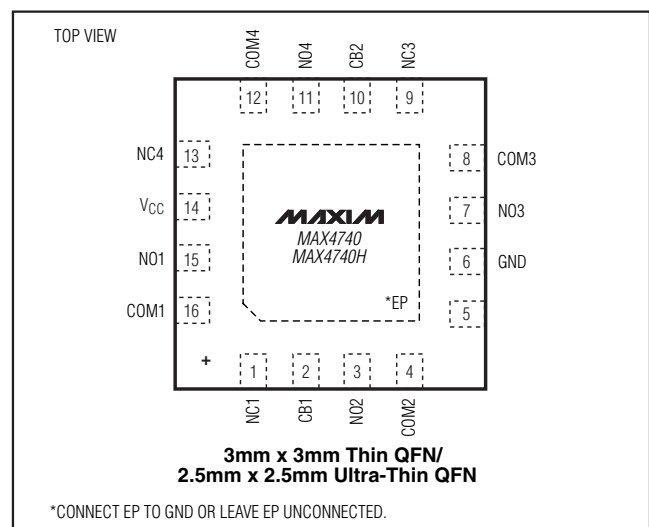 TOP VIEW
COM4 NO4 CB2 NC3
12 11 10 9
NC4 13
VCC 14
NO1 15
COM1 16
8 COM3
7 NO3
6 GND
5
MAXIM
MAX4740
MAX4740H
*EP
+
1 2 3 4
NC1 CB1 NO2 COM2
3mm x 3mm Thin QFN/
2.5mm x 2.5mm Ultra-Thin QFN
*CONNECT EP TO GND OR LEAVE EP UNCONNECTED.